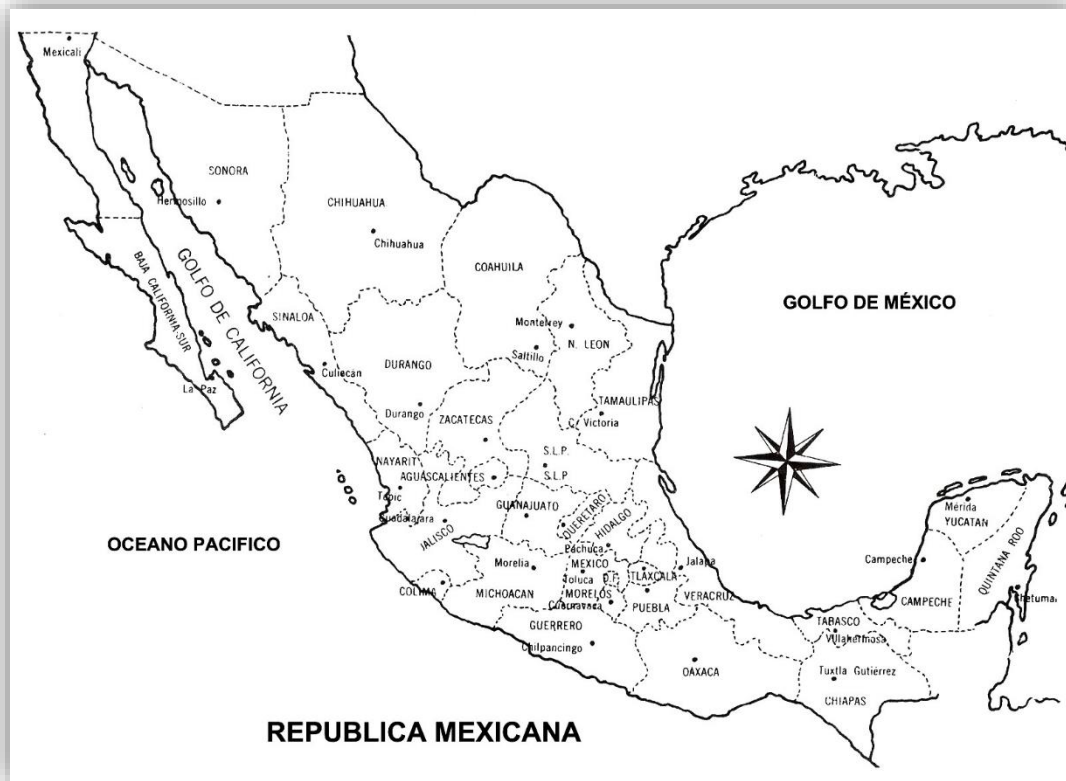 Mexicali
SONORA
Hermosillo
CHIHUAHUA
Chihuahua
COAHUILA
BAJA CALIFORNIA-SUR
GOLFO DE CALIFORNIA
GOLFO DE MÉXICO
SINALOA
Monterrey
N. LEON
Saltillo
DURANGO
Culiacán
La Paz
TAMAULIPAS
Durango
ZACATECAS
C. Victoria
S.L.P.
NAYARIT
AGUASCALIENTES
S.L.P
Tepic
GUANAJUATO
Mérida
YUCATAN
Guadalajara
QUERETARO
HIDALGO
JALISCO
QUINTANA ROO
OCEANO PACIFICO
Pachuca
Morelia
MEXICO
Jalapa
Campeche
Toluca
D.F.
TLAXCALA
COLIMA
MICHOACAN
MORELOS
VERACRUZ
Chetumal
Cuernavaca
PUEBLA
CAMPECHE
GUERRERO
TABASCO
Chilpancingo
Villahermosa
OAXACA
Tuxtla Gutiérrez
CHIAPAS
REPUBLICA MEXICANA